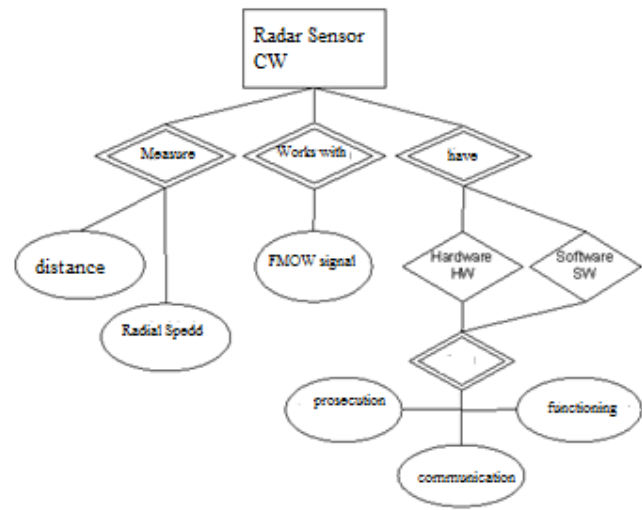 Radar Sensor
CW
Measure
Works with
have
distance
FMOW signal
Hardware
HW
Software
SW
Radial Spedd
prosecution
functioning
communication